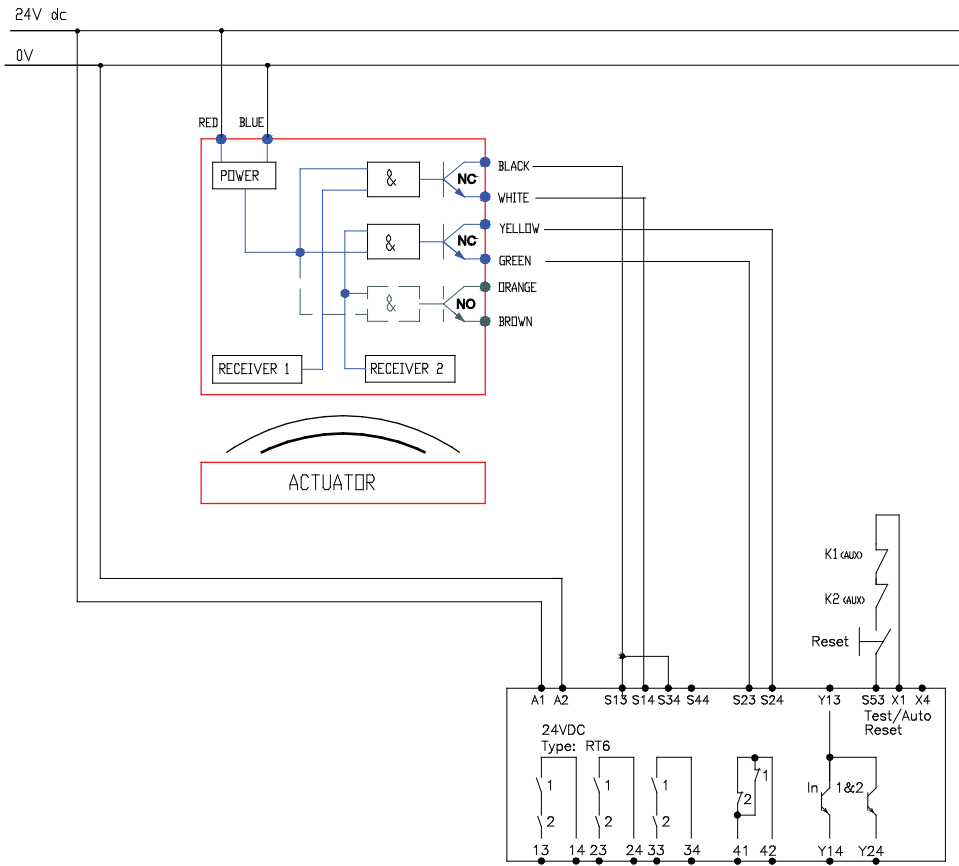 24V dc
0V
RED BLUE
POWER
&
NC
BLACK
WHITE
&
NC
YELLOW
GREEN
&
NO
ORANGE
BROWN
RECEIVER 1
RECEIVER 2
ACTUATOR
K1 (AUX)
K2 (AUX)
Reset
A1 A2 S13 S14 S34 S44 S23 S24 Y13 S53 X1 X4
Test/Auto
Reset
24VDC
Type: RT6
1 1 1 2 1 In 1&2
2 2 2
13 14 23 24 33 34 41 42 Y14 Y24